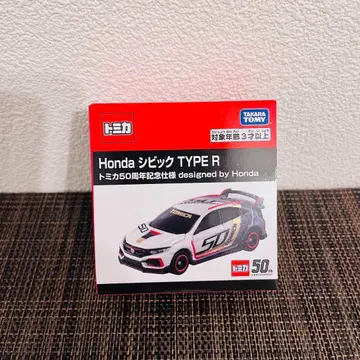 トミカ
TAKARA TOMY
対象年齢3才以上
Honda シビック TYPE R
トミカ50周年記念仕様 designed by Honda
50
トミカ 50th